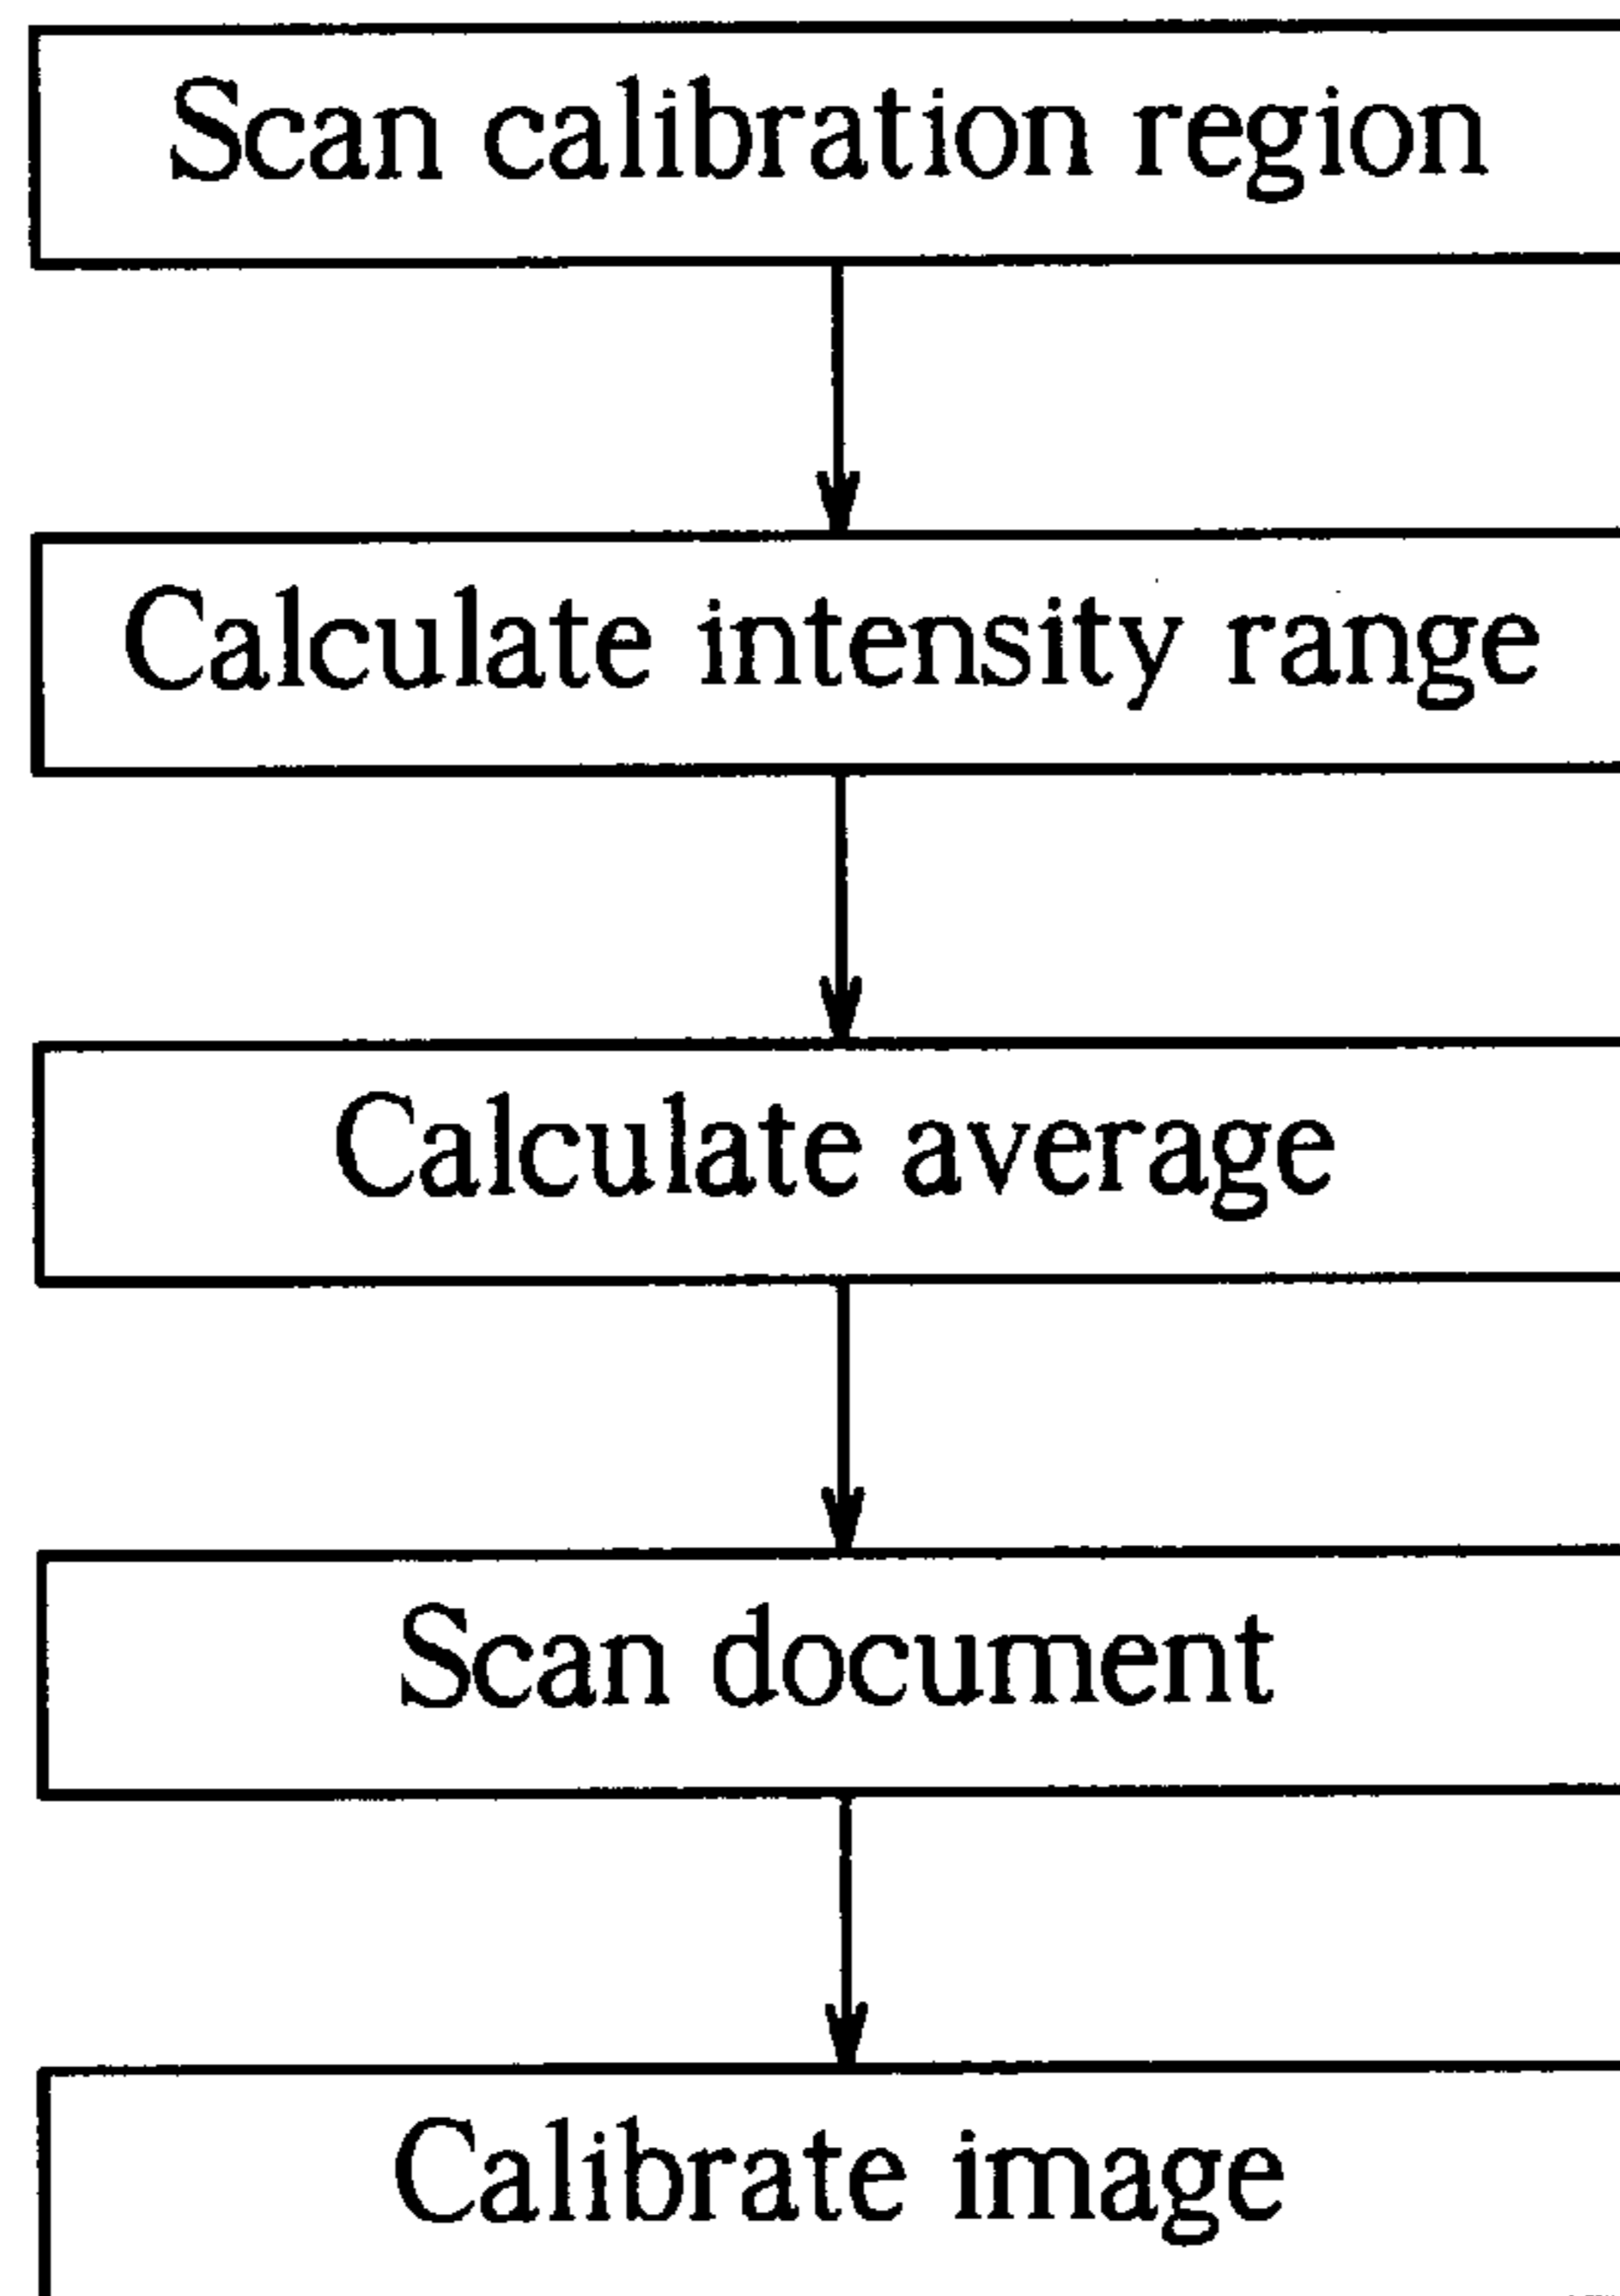 Scan calibration region
Calculate intensity range
Calculate average
Scan document
Calibrate image